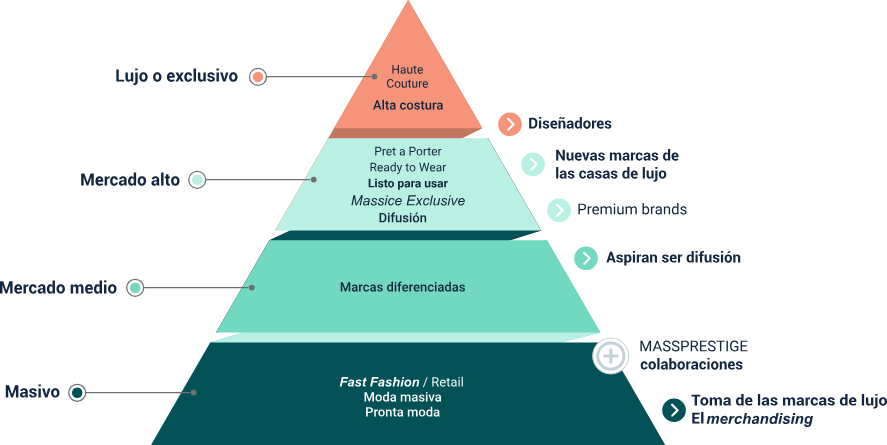 Lujo o exclusivo
Haute
Couture
Alta costura
Diseñadores
Mercado alto
Pret a Porter
Ready to Wear
Listo para usar
Massice Exclusive
Difusión
Nuevas marcas de
las casas de lujo
Premium brands
Mercado medio
Marcas diferenciadas
Aspiran ser difusión
MASSPRESTIGE
colaboraciones
Masivo
Fast Fashion / Retail
Moda masiva
Pronta moda
Toma de las marcas de lujo
El merchandising